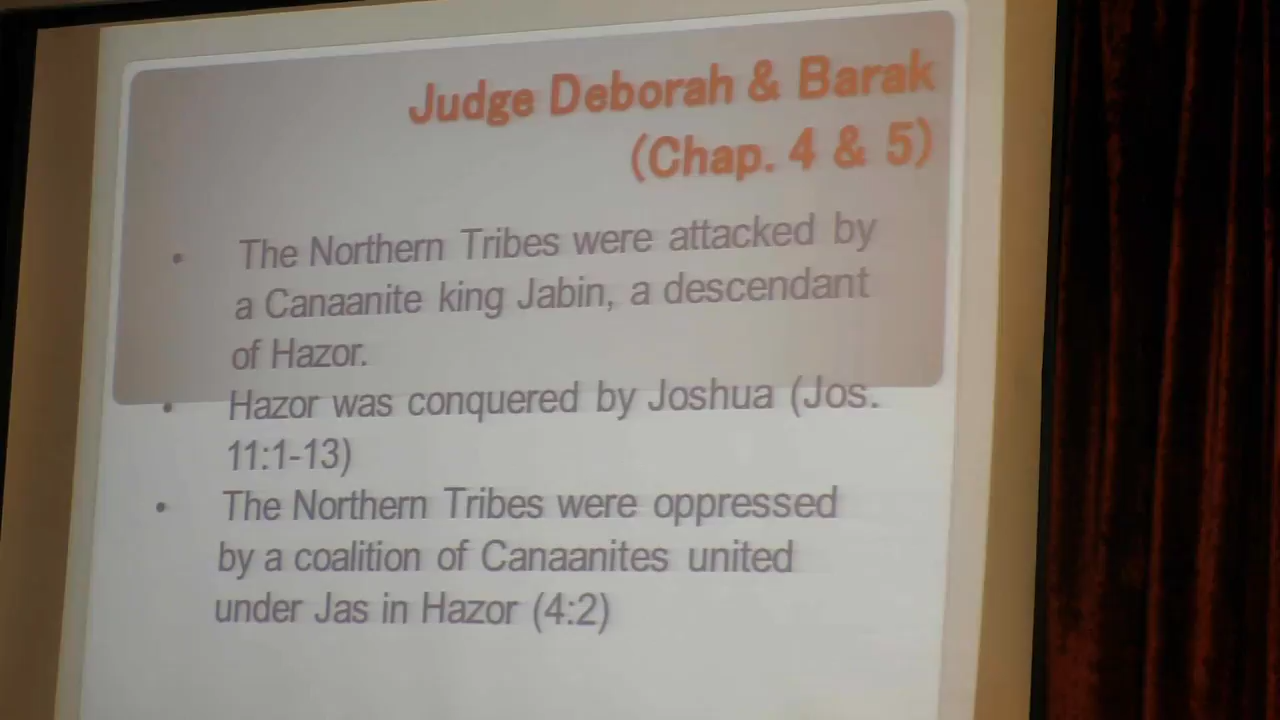 Judge Deborah & Barak
(Chap. 4 & 5)
• The Northern Tribes were attacked by
a Canaanite king Jabin, a descendant
of Hazor.
• Hazor was conquered by Joshua (Jos.
11:1-13)
• The Northern Tribes were oppressed
by a coalition of Canaanites united
under Jas in Hazor (4:2)